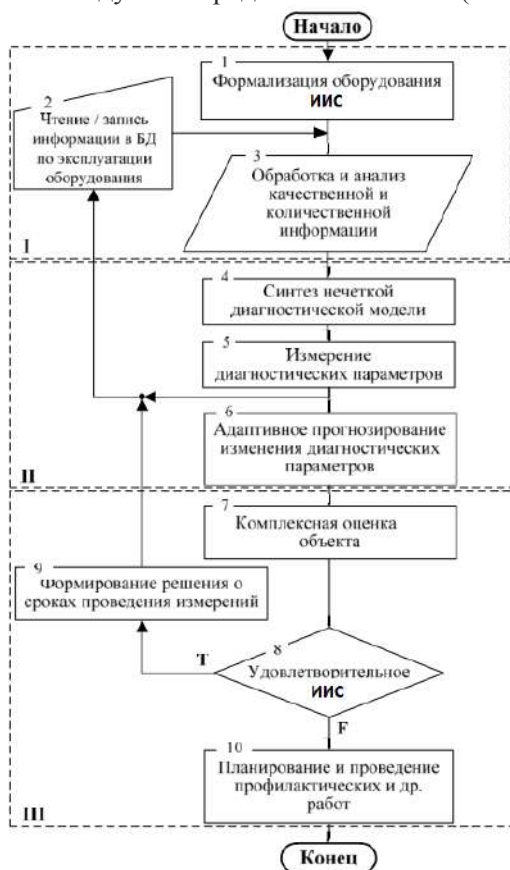 Начало
1
Формализация оборудования
ИИС
2
Чтение / запись
информации в БД
по эксплуатации
оборудования
3
Обработка и анализ
качественной и
количественной
информации
I
4
Синтез нечеткой
диагностической модели
5
Измерение
диагностических параметров
6
Адаптивное прогнозирование
изменения диагностических
параметров
II
7
Комплексная оценка
объекта
9
Формирование решения о
сроках проведения измерений
8
Удовлетворительное
ИИС
T
F
10
Планирование и проведение
профилактических и др.
работ
III
Конец